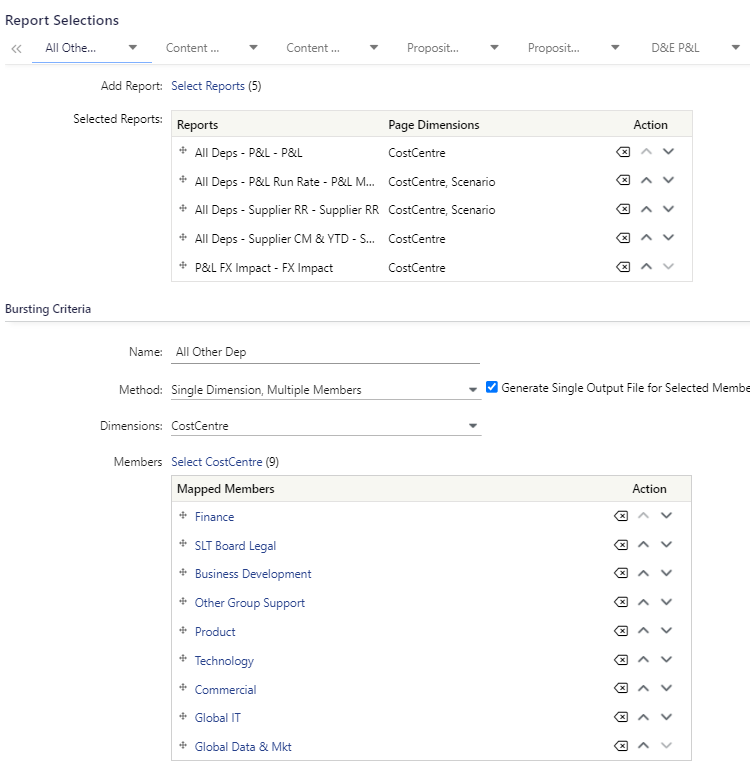 Report Selections
All Othe... Content ... Content ... Propositi... Proposit... D&E P&L
Add Report: Select Reports (5)
Selected Reports:
Reports Page Dimensions Action
All Deps - P&L - P&L CostCentre
All Deps - P&L Run Rate - P&L M... CostCentre, Scenario
All Deps - Supplier RR - Supplier RR CostCentre, Scenario
All Deps - Supplier CM & YTD - S... CostCentre
P&L FX Impact - FX Impact CostCentre
Bursting Criteria
Name: All Other Dep
Method: Single Dimension, Multiple Members Generate Single Output File for Selected Membe
Dimensions: CostCentre
Members Select CostCentre (9)
Mapped Members Action
Finance
SLT Board Legal
Business Development
Other Group Support
Product
Technology
Commercial
Global IT
Global Data & Mkt